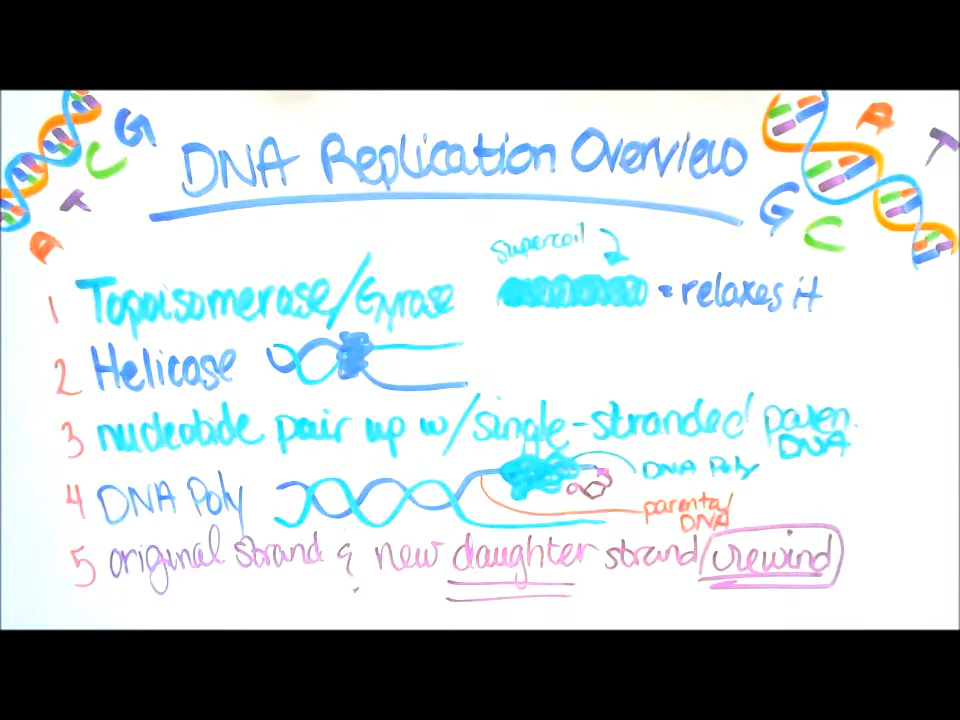 G
C
T
A
DNA Replication Overview
A
T
G
C
supercoil
1 Topoisomerase/Gyrase = relaxes it
2 Helicase
3 nucleotide pair up w/single-stranded paren.
DNA
4 DNA Poly
DNA Poly
parental
DNA
5 original strand & new daughter strand rewind